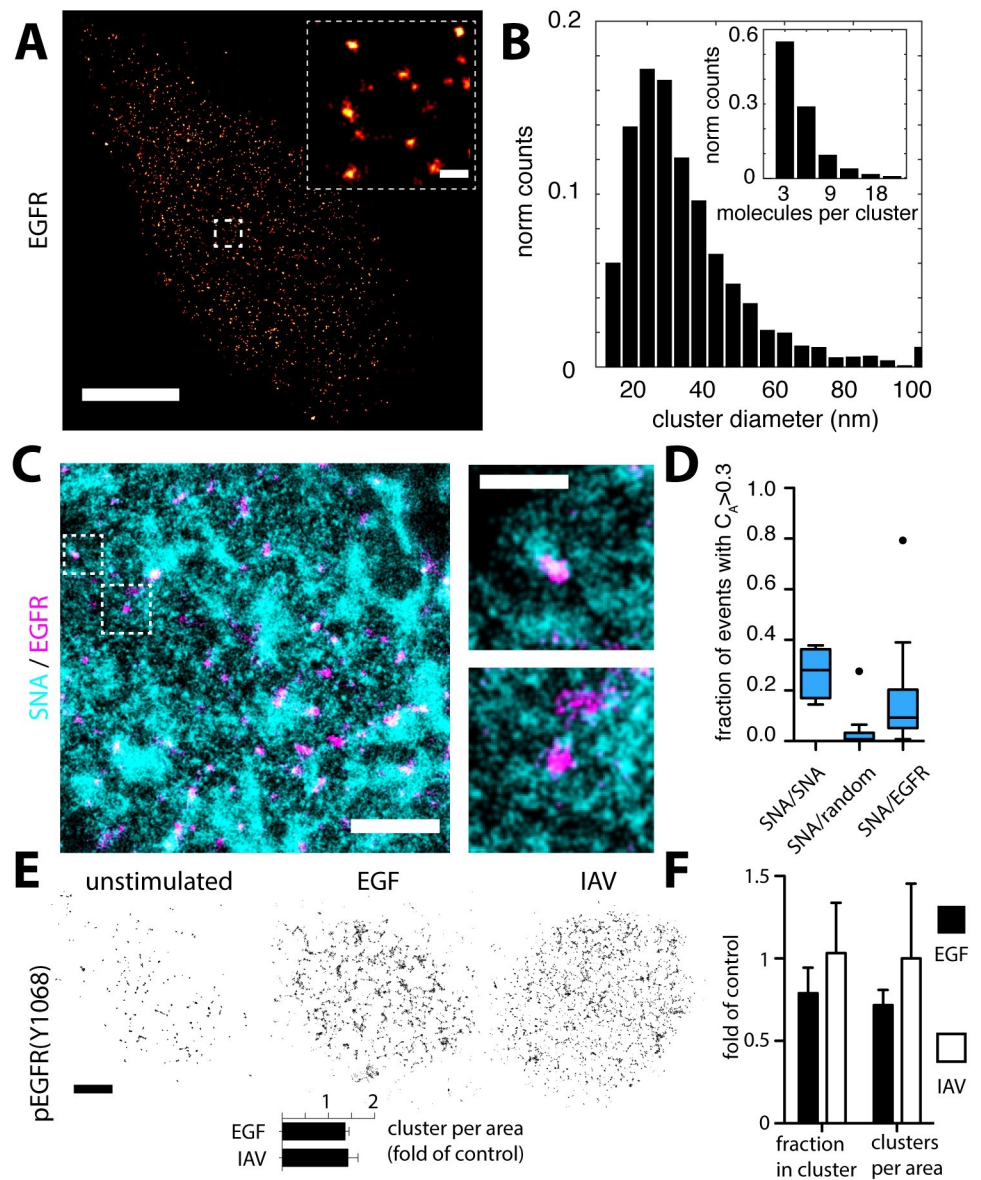 A
EGFR
B
norm counts
0.2
0.1
0
20 40 60 80 100
cluster diameter (nm)
norm counts
0.6
0.3
0
3 9 18
molecules per cluster
C
SNA / EGFR
D
fraction of events with CA>0.3
1.0
0.8
0.6
0.4
0.2
0.0
SNA/SNA
SNA/random
SNA/EGFR
E
pEGFR(Y1068)
unstimulated EGF IAV
1 2
EGF
IAV
cluster per area
(fold of control)
F
fold of control
1.5
1
0.5
0
fraction
in cluster
clusters
per area
EGF
IAV